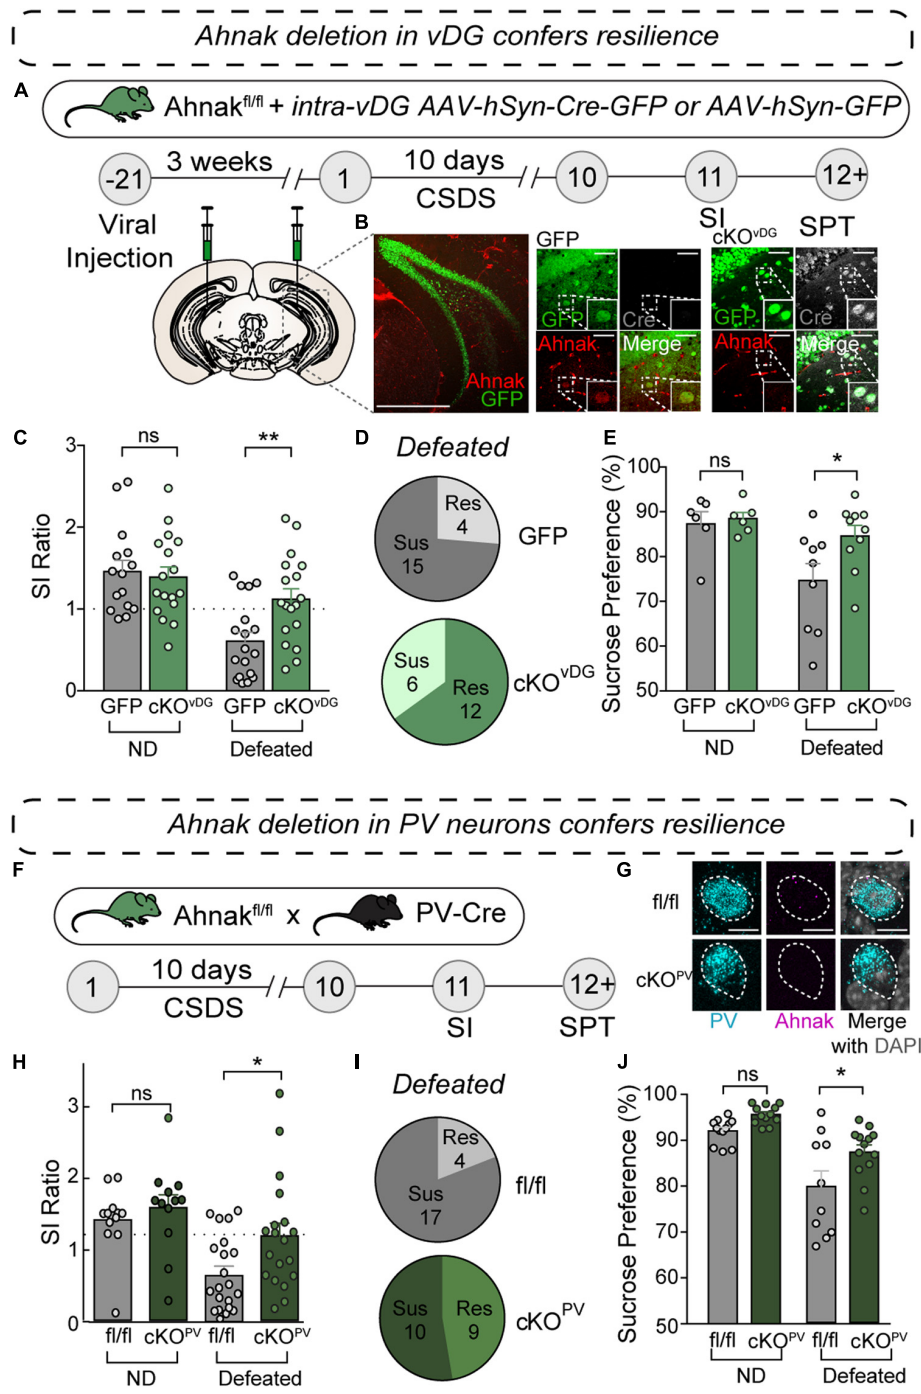 Ahnak deletion in vDG confers resilience
A
Ahnakfl/fl + intra-vDG AAV-hSyn-Cre-GFP or AAV-hSyn-GFP
-21
3 weeks
1
10 days
CSDS
10
11
12+
Viral
Injection
SI
SPT
B
GFP
cKOvDG
GFP
Cre
GFP
Cre
Ahnak
GFP
Ahnak
Merge
Ahnak
Merge
C
3
2
1
0
SI Ratio
ns
**
GFP
cKOvDG
GFP
cKOvDG
ND
Defeated
D
Defeated
Res
4
Sus
15
GFP
Sus
6
Res
12
cKOvDG
E
100
90
80
70
60
50
Sucrose Preference (%)
ns
*
GFP
cKOvDG
GFP
cKOvDG
ND
Defeated
Ahnak deletion in PV neurons confers resilience
F
Ahnakfl/fl x PV-Cre
1
10 days
CSDS
10
11
12+
SI
SPT
G
fl/fl
cKOPV
PV
Ahnak
Merge
with DAPI
H
3
2
1
0
SI Ratio
ns
*
fl/fl
cKOPV
fl/fl
cKOPV
ND
Defeated
I
Defeated
Res
4
Sus
17
fl/fl
Sus
10
Res
9
cKOPV
J
100
90
80
70
60
50
Sucrose Preference (%)
ns
*
fl/fl
cKOPV
fl/fl
cKOPV
ND
Defeated